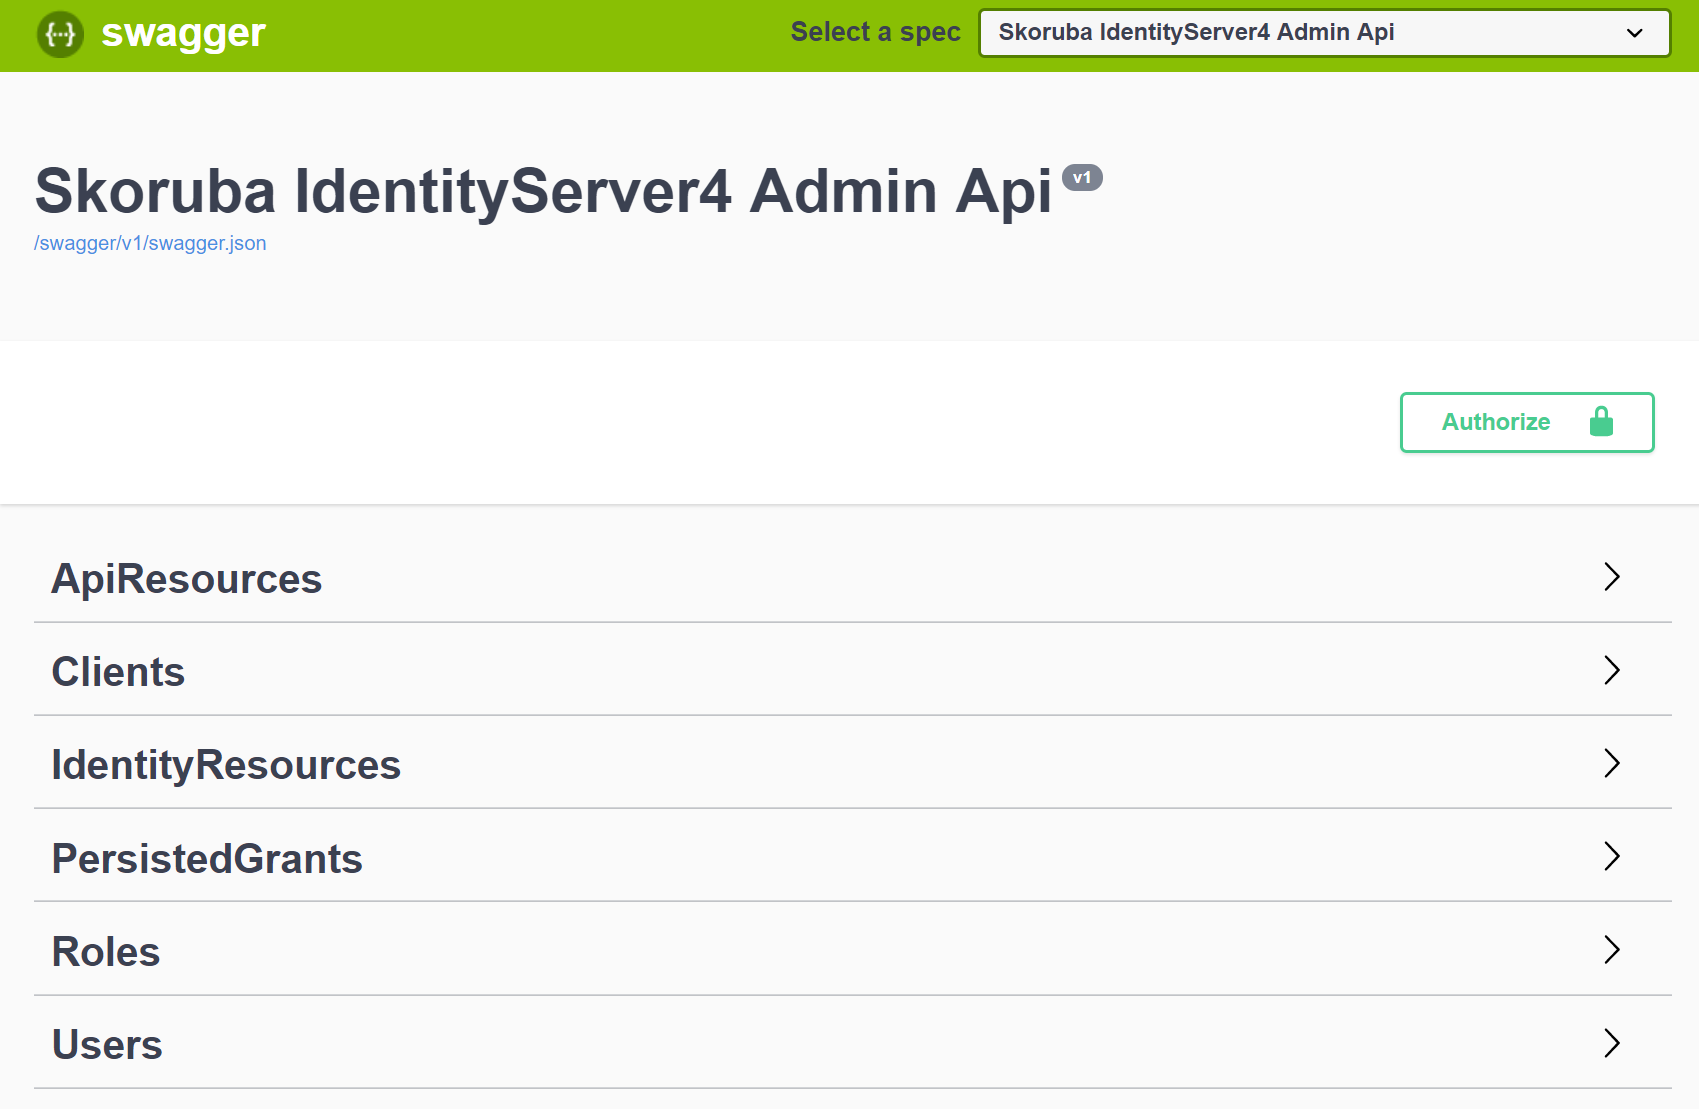 swagger
Select a spec
Skoruba IdentityServer4 Admin Api
Skoruba IdentityServer4 Admin Api v1
/swagger/v1/swagger.json
Authorize
ApiResources
Clients
IdentityResources
PersistedGrants
Roles
Users